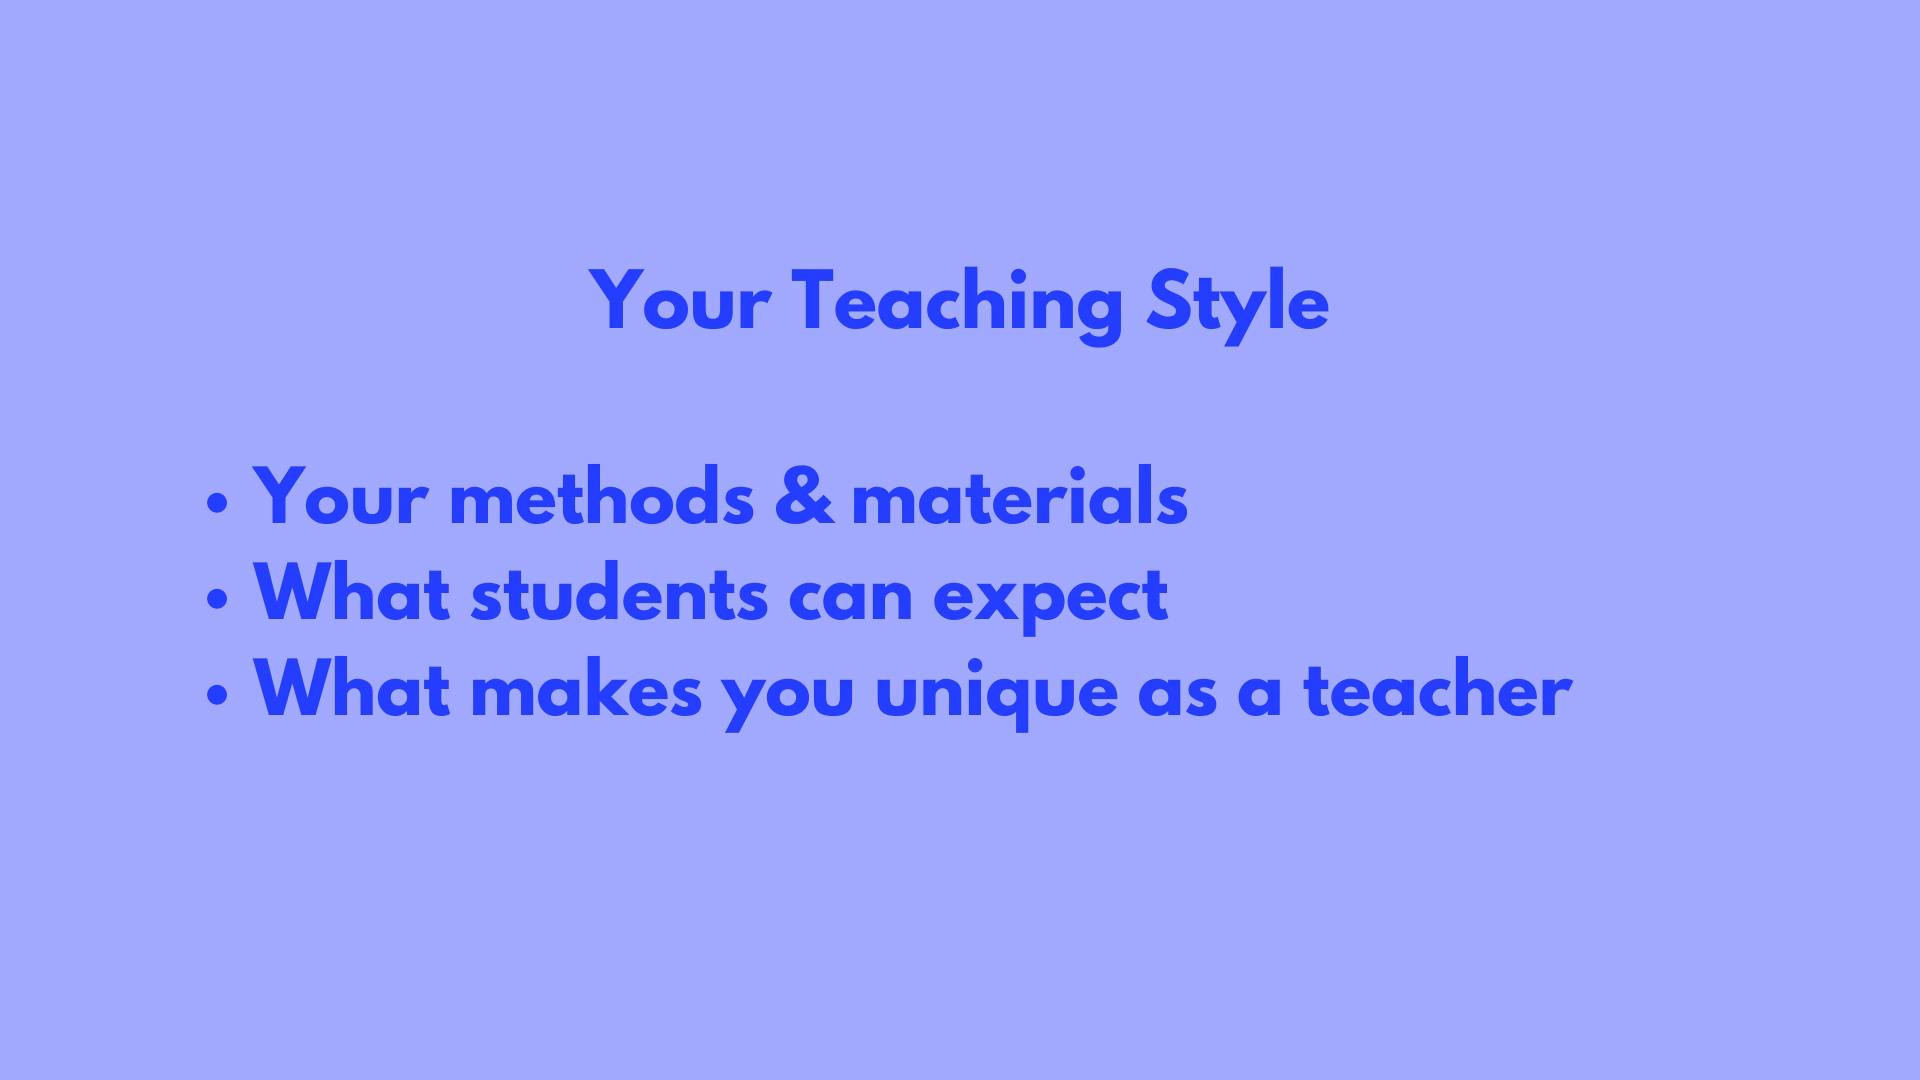 Your Teaching Style
• Your methods & materials
• What students can expect
• What makes you unique as a teacher